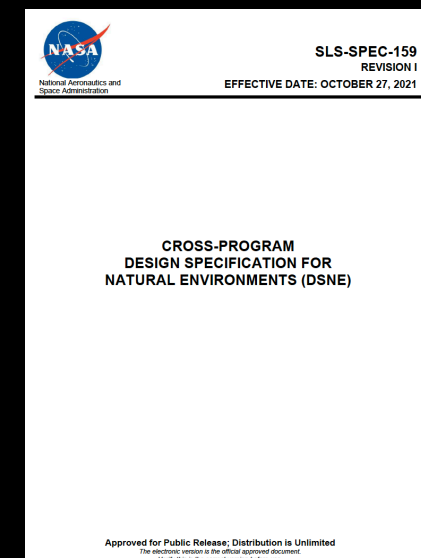 NASA
National Aeronautics and
Space Administration
SLS-SPEC-159
REVISION I
EFFECTIVE DATE: OCTOBER 27, 2021
CROSS-PROGRAM
DESIGN SPECIFICATION FOR
NATURAL ENVIRONMENTS (DSNE)
Approved for Public Release; Distribution is Unlimited
The electronic version is the official approved document.